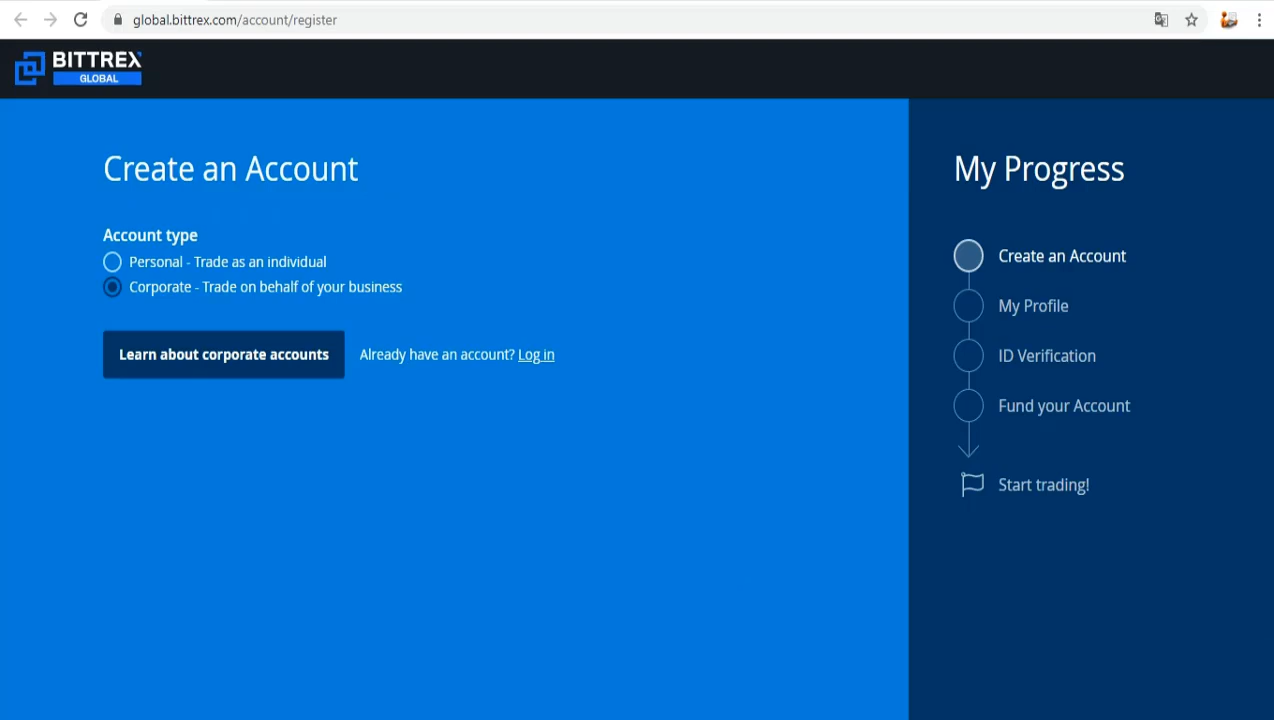 global.bittrex.com/account/register
BITTREX
GLOBAL
Create an Account
Account type
Personal - Trade as an individual
Corporate - Trade on behalf of your business
Learn about corporate accounts
Already have an account? Log in
My Progress
Create an Account
My Profile
ID Verification
Fund your Account
Start trading!